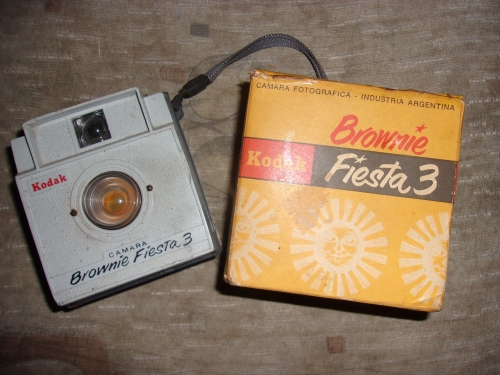 Kodak
CAMARA
Brownie Fiesta 3
CAMARA FOTOGRAFICA - INDUSTRIA ARGENTINA
Brownie
Kodak
Fiesta 3